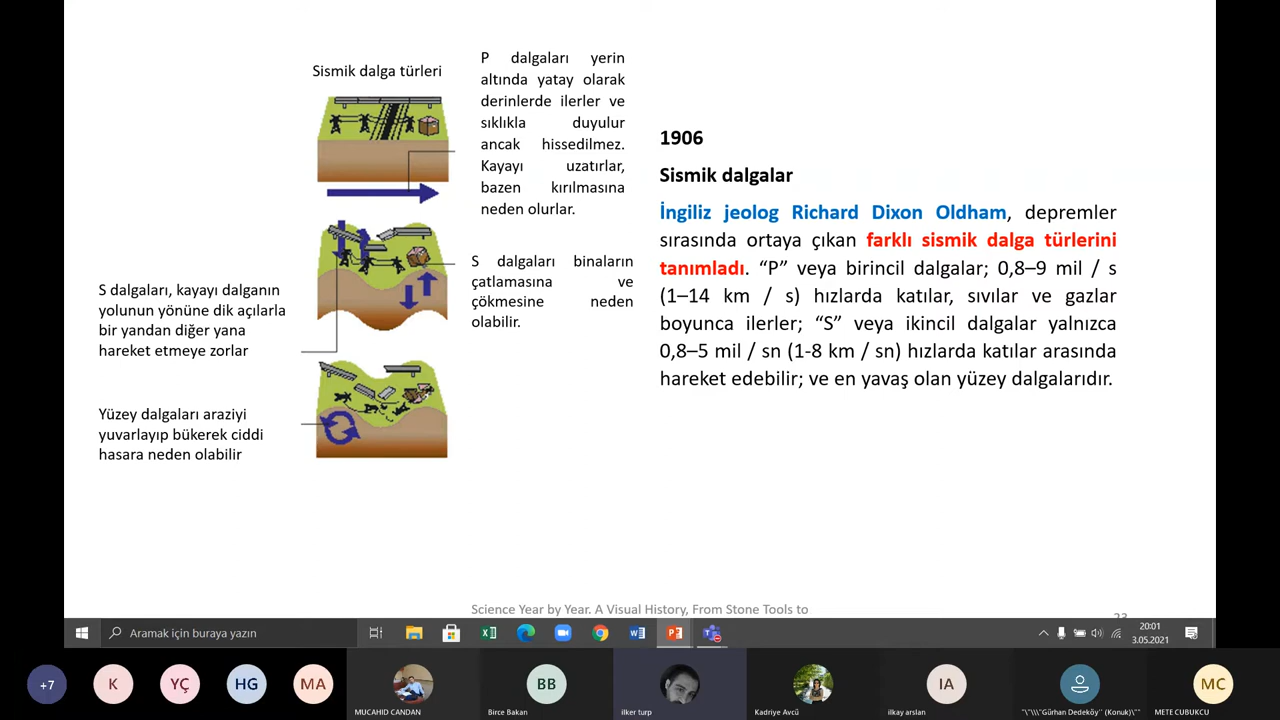 Sismik dalga türleri
P dalgaları yerin
altında yatay olarak
derinlerde ilerler ve
sıklıkla duyulur
ancak hissedilmez.
Kayayı uzatırlar,
bazen kırılmasına
neden olurlar.
S dalgaları binaların
çatlamasına ve
çökmesine neden
olabilir.
S dalgaları, kayayı dalganın
yolunun yönüne dik açılarla
bir yandan diğer yana
hareket etmeye zorlar
Yüzey dalgaları araziyi
yuvarlayıp bükerek ciddi
hasara neden olabilir
1906
Sismik dalgalar
İngiliz jeolog Richard Dixon Oldham, depremler
sırasında ortaya çıkan farklı sismik dalga türlerini
tanımladı. “P” veya birincil dalgalar; 0,8–9 mil / s
(1–14 km / s) hızlarda katılar, sıvılar ve gazlar
boyunca ilerler; “S” veya ikincil dalgalar yalnızca
0,8–5 mil / sn (1-8 km / sn) hızlarda katılar arasında
hareket edebilir; ve en yavaş olan yüzey dalgalarıdır.
Science Year by Year. A Visual History, From Stone Tools to
Aramak için buraya yazın
20:01
3.05.2021
+7
K
YÇ
HG
MA
MUCAHID CANDAN
BB
Birce Bakan
ilker turp
Kadriye Avcû
IA
ilkay arslan
"\"\\\"Gürhan Dedeköy" (Konuk)\""
MC
METE CUBUKCU